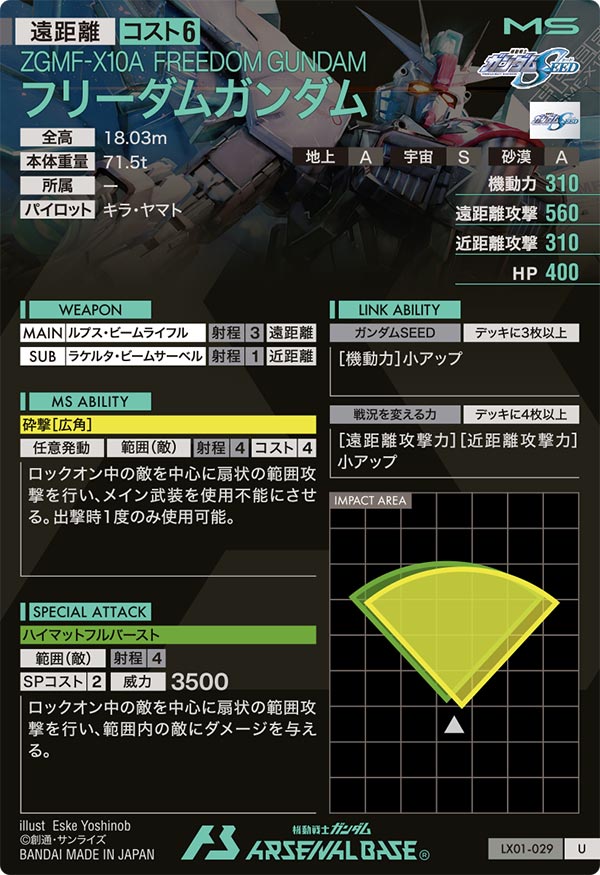 遠距離 コスト6
MS
ZGMF-X10A FREEDOM GUNDAM
フリーダムガンダム
機動戦士
ガンダムSEED
全高 18.03m
本体重量 71.5t
所属 ー
パイロット キラ・ヤマト
地上 A 宇宙 S 砂漠 A
機動力 310
遠距離攻撃 560
近距離攻撃 310
HP 400
WEAPON
MAIN ルプス・ビームライフル 射程 3 遠距離
SUB ラケルタ・ビームサーベル 射程 1 近距離
MS ABILITY
砕撃[広角]
任意発動 範囲(敵) 射程 4 コスト 4
ロックオン中の敵を中心に扇状の範囲攻
撃を行い、メイン武装を使用不能にさせ
る。出撃時1度のみ使用可能。
SPECIAL ATTACK
ハイマットフルバースト
範囲(敵) 射程 4
SPコスト 2 威力 3500
ロックオン中の敵を中心に扇状の範囲攻
撃を行い、範囲内の敵にダメージを与え
る。
LINK ABILITY
ガンダムSEED デッキに3枚以上
[機動力]小アップ
戦況を変える力 デッキに4枚以上
[遠距離攻撃力][近距離攻撃力]
小アップ
IMPACT AREA
illust Eske Yoshinob
©創通・サンライズ
BANDAI MADE IN JAPAN
機動戦士ガンダム
ARSENAL BASE®
LX01-029 U